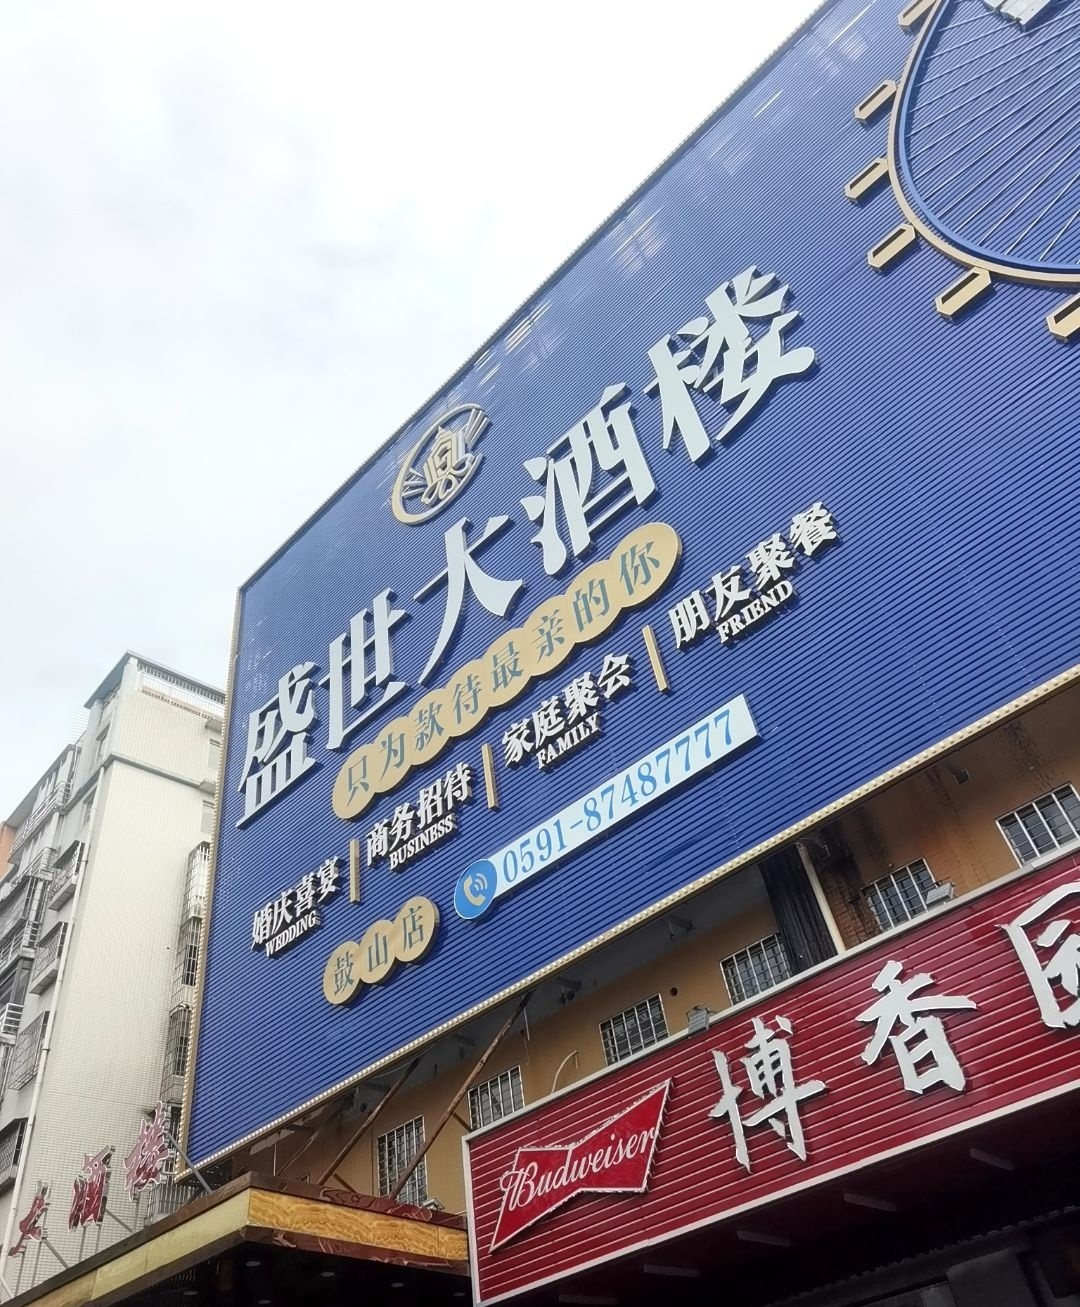 盛世大酒楼
只为款待最亲的你
婚庆喜宴
WEDDING
商务招待
BUSINESS
家庭聚会
FAMILY
朋友聚餐
FRIEND
鼓山店
0591-87487777
博香园
Budweiser
大酒楼